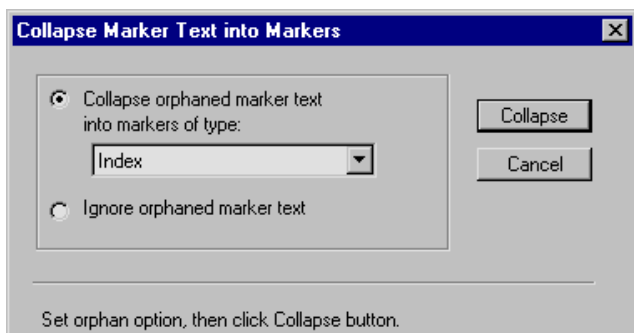 Collapse Marker Text into Markers
Collapse orphaned marker text
into markers of type:
Index
Ignore orphaned marker text
Collapse
Cancel
Set orphan option, then click Collapse button.